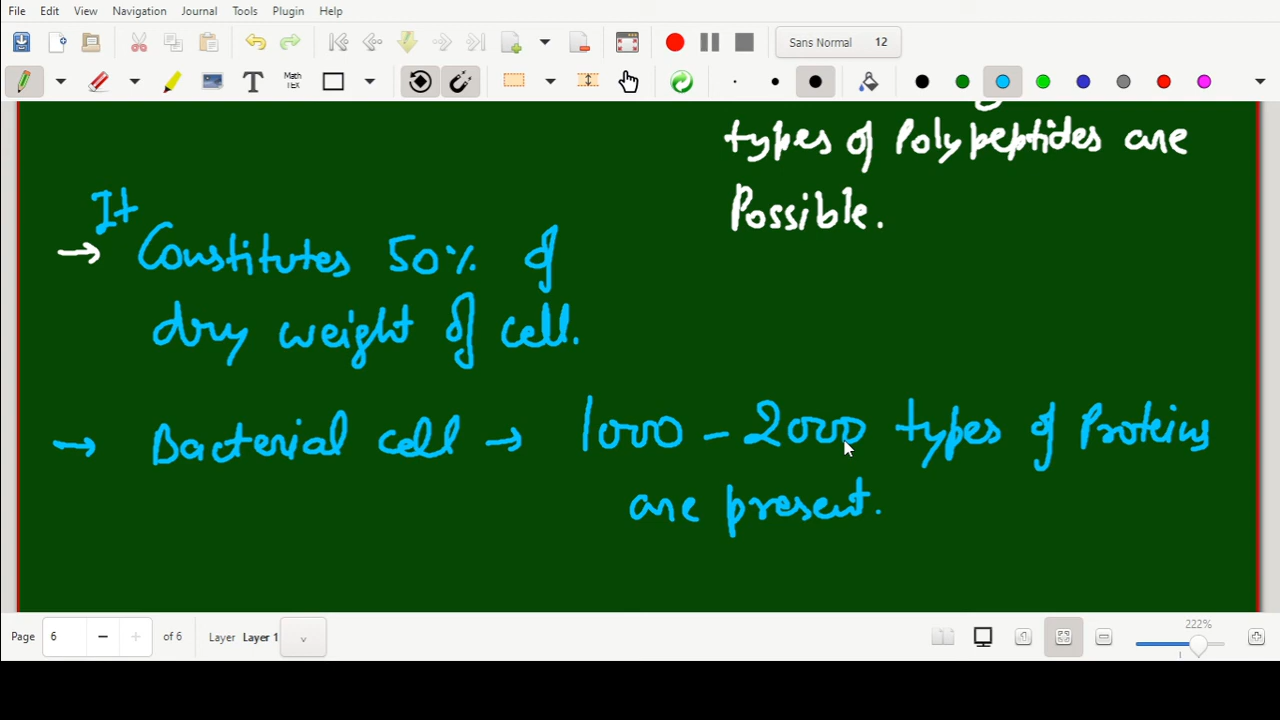 File Edit View Navigation Journal Tools Plugin Help
Sans Normal 12
Math TEX
types of Polypeptides are
Possible.
It
→ Constitutes 50% of
dry weight of cell.
→ Bacterial cell → 1000 - 2000 types of Proteins
are present.
222%
Page 6 of 6 Layer Layer 1